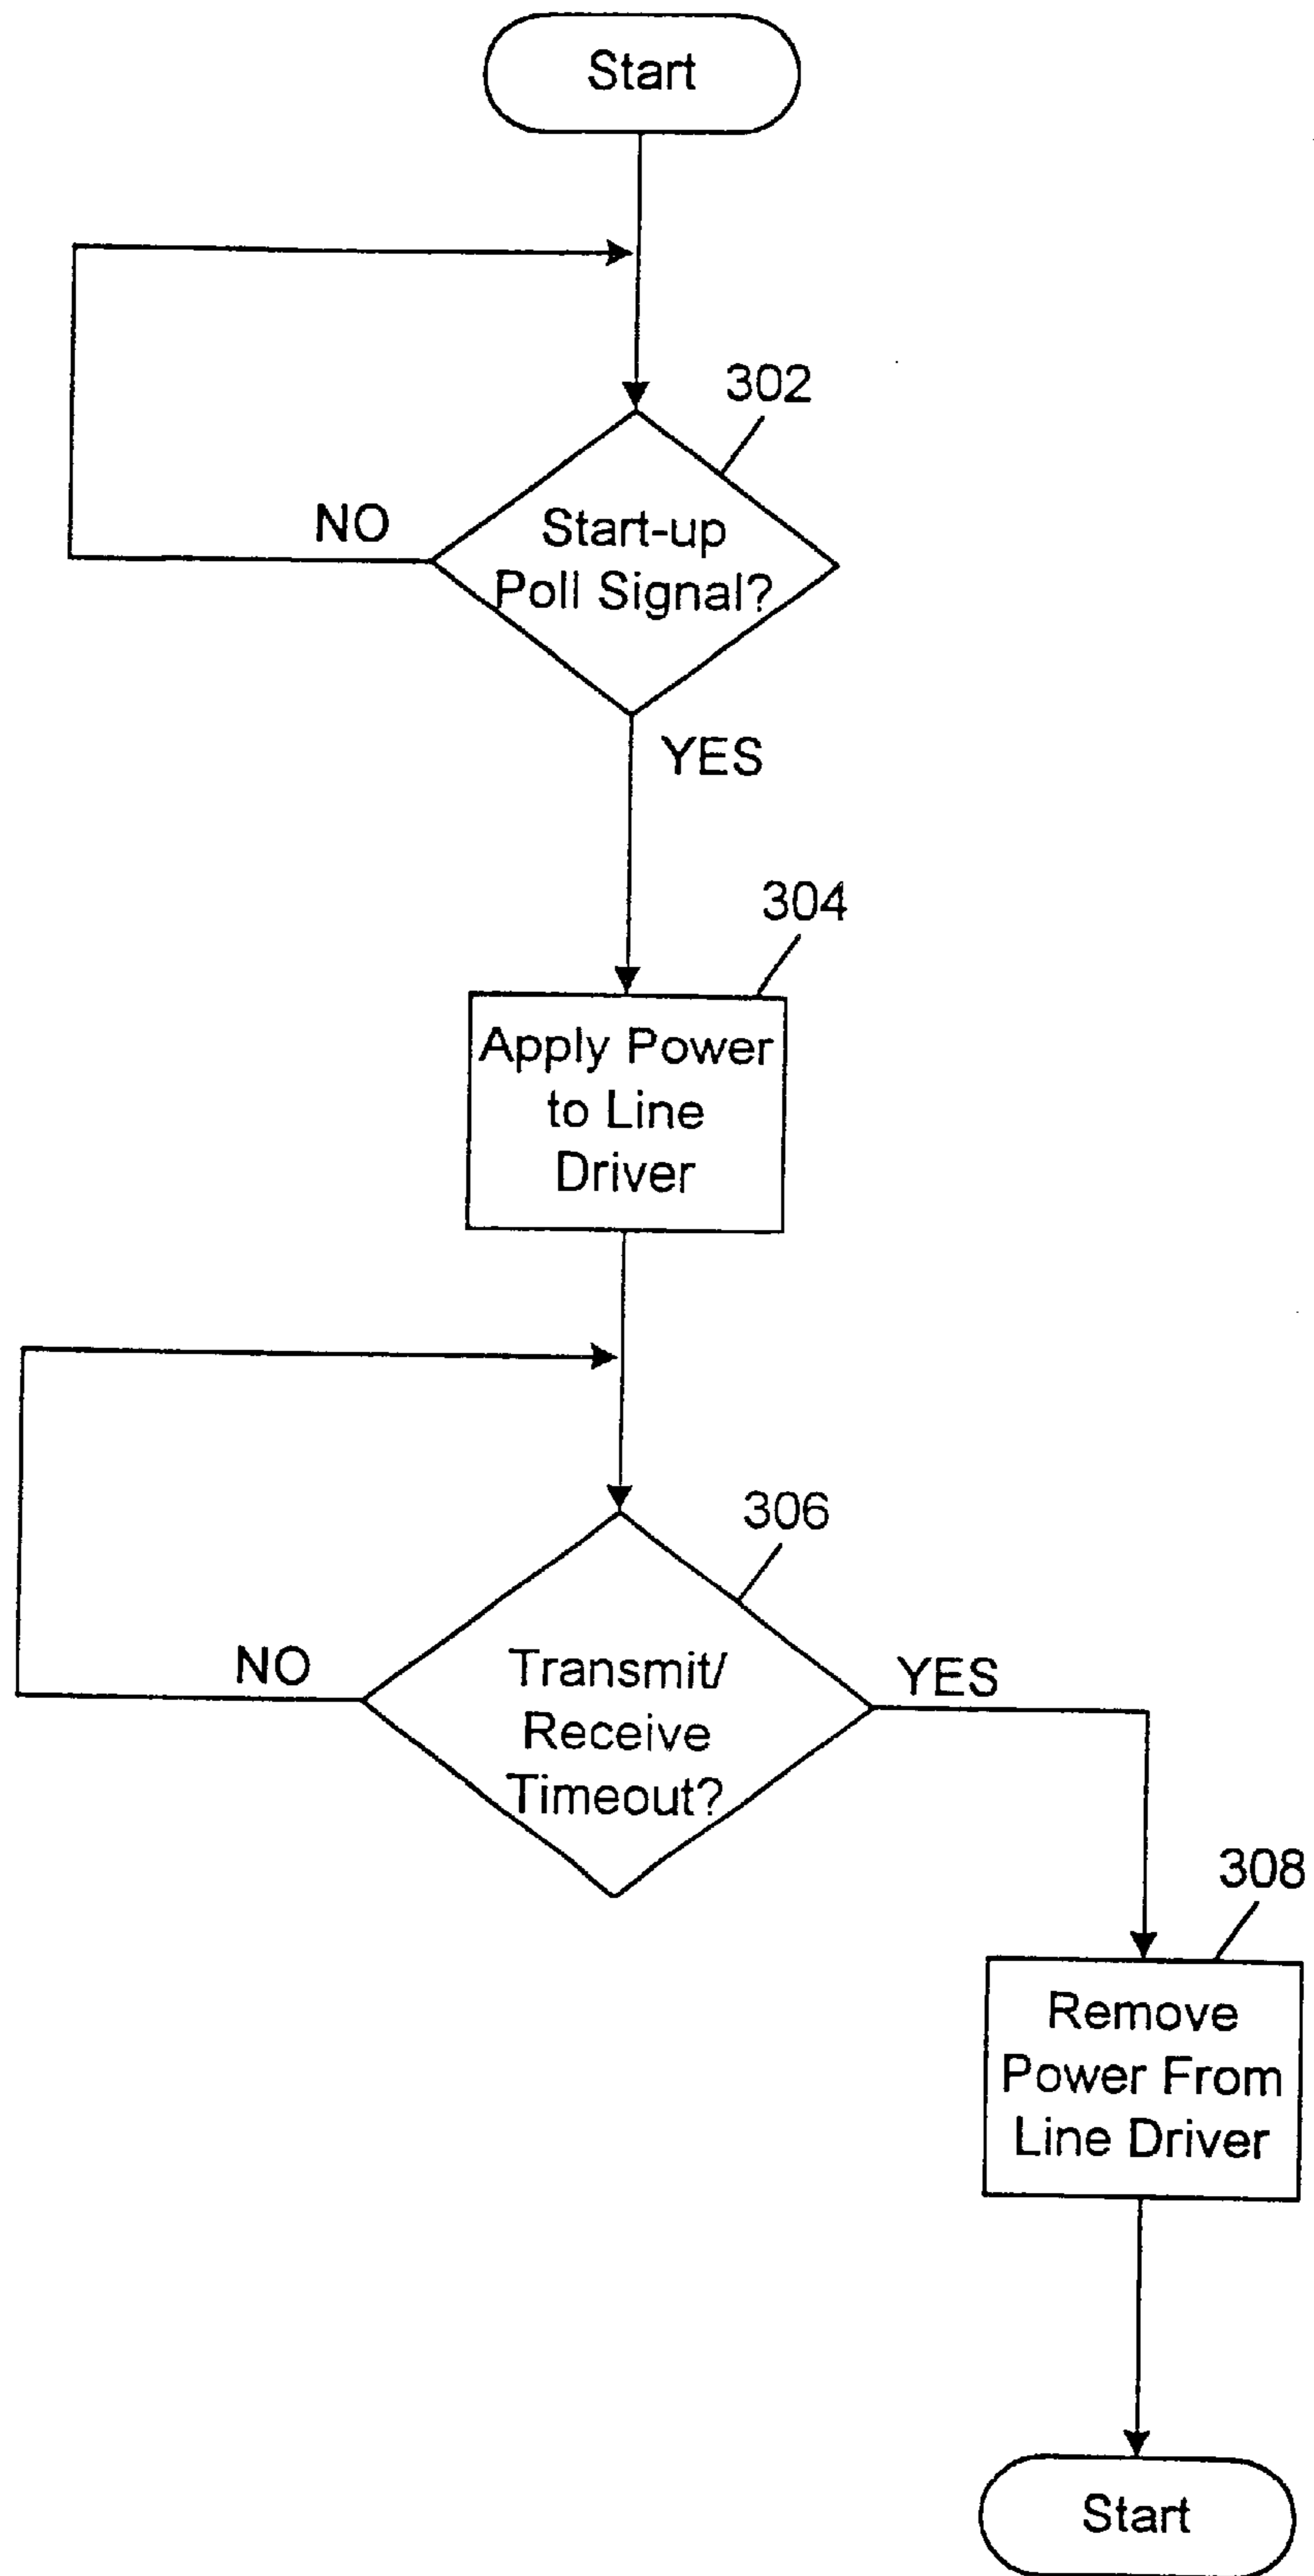 Start
302
NO
Start-up
Poll Signal?
YES
304
Apply Power
to Line
Driver
306
NO
Transmit/
Receive
Timeout?
YES
308
Remove
Power From
Line Driver
Start